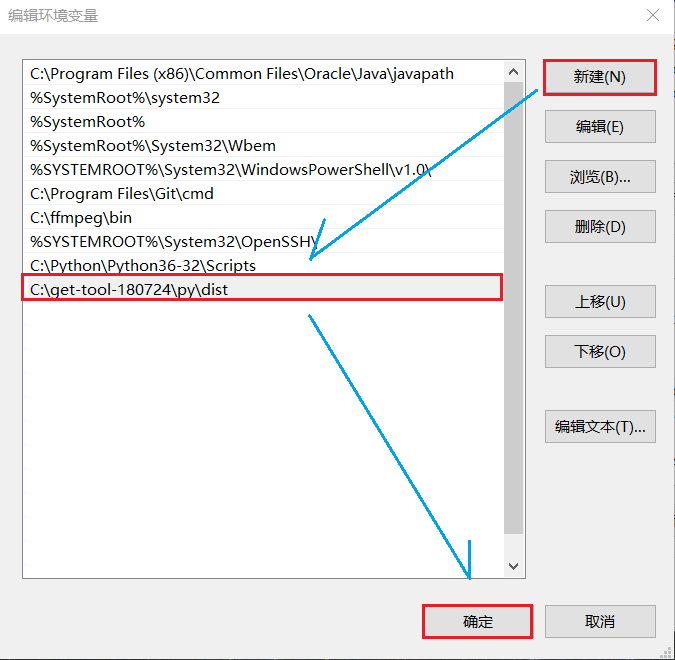 编辑环境变量
C:\Program Files (x86)\Common Files\Oracle\Java\javapath
%SystemRoot%\system32
%SystemRoot%
%SystemRoot%\System32\Wbem
%SYSTEMROOT%\System32\WindowsPowerShell\v1.0\
C:\Program Files\Git\cmd
C:\ffmpeg\bin
%SYSTEMROOT%\System32\OpenSSH\
C:\Python\Python36-32\Scripts
C:\get-tool-180724\py\dist
新建(N)
编辑(E)
浏览(B)...
删除(D)
上移(U)
下移(O)
编辑文本(T)...
确定
取消